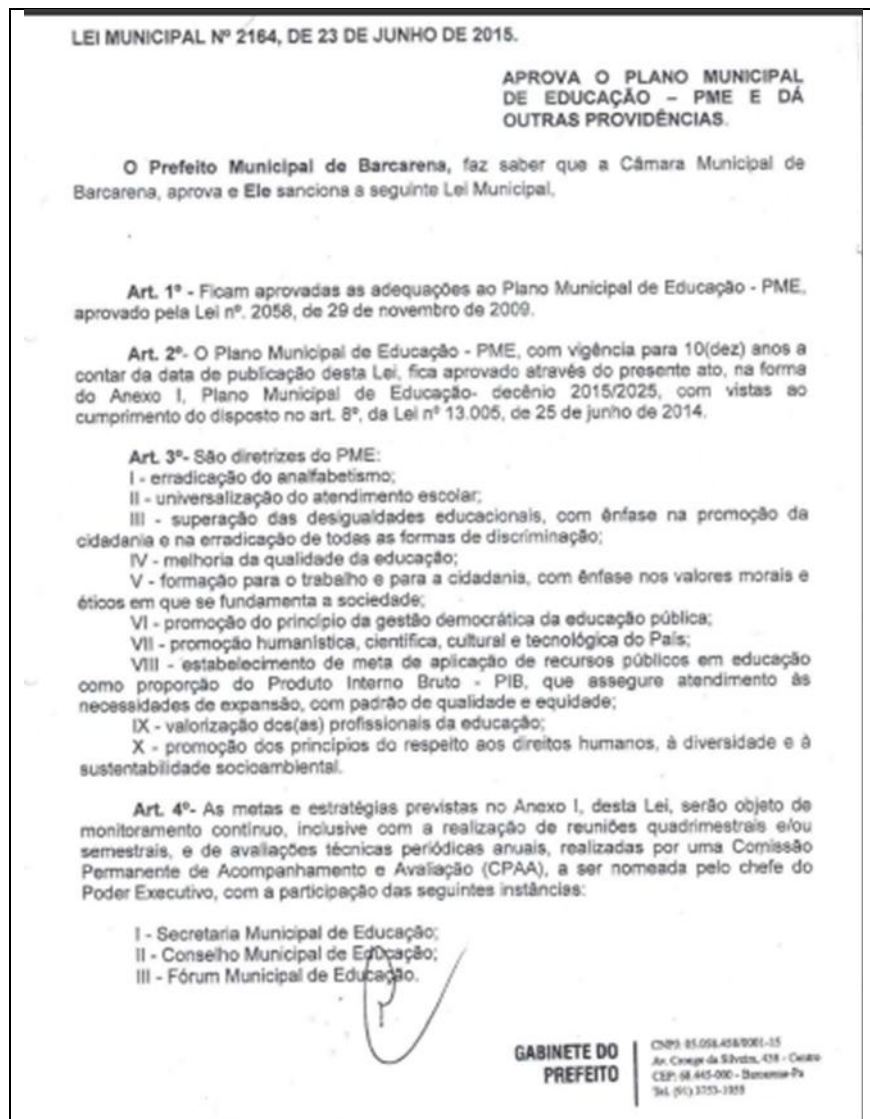 LEI MUNICIPAL Nº 2164, DE 23 DE JUNHO DE 2015.
APROVA O PLANO MUNICIPAL
DE EDUCAÇÃO – PME E DÁ
OUTRAS PROVIDÊNCIAS.
O Prefeito Municipal de Barcarena, faz saber que a Câmara Municipal de
Barcarena, aprova e Ele sanciona a seguinte Lei Municipal,
Art. 1º - Ficam aprovadas as adequações ao Plano Municipal de Educação - PME,
aprovado pela Lei nº. 2058, de 29 de novembro de 2009.
Art. 2º- O Plano Municipal de Educação - PME, com vigência para 10(dez) anos a
contar da data de publicação desta Lei, fica aprovado através do presente ato, na forma
do Anexo I, Plano Municipal de Educação- decênio 2015/2025, com vistas ao
cumprimento do disposto no art. 8º, da Lei nº 13.005, de 25 de junho de 2014.
Art. 3º- São diretrizes do PME:
I - erradicação do analfabetismo;
II - universalização do atendimento escolar;
III - superação das desigualdades educacionais, com ênfase na promoção da
cidadania e na erradicação de todas as formas de discriminação;
IV - melhoria da qualidade da educação;
V - formação para o trabalho e para a cidadania, com ênfase nos valores morais e
éticos em que se fundamenta a sociedade;
VI - promoção do princípio da gestão democrática da educação pública;
VII - promoção humanística, científica, cultural e tecnológica do País;
VIII - estabelecimento de meta de aplicação de recursos públicos em educação
como proporção do Produto Interno Bruto - PIB, que assegure atendimento às
necessidades de expansão, com padrão de qualidade e equidade;
IX - valorização dos(as) profissionais da educação;
X - promoção dos princípios do respeito aos direitos humanos, à diversidade e à
sustentabilidade socioambiental.
Art. 4º- As metas e estratégias previstas no Anexo I, desta Lei, serão objeto de
monitoramento contínuo, inclusive com a realização de reuniões quadrimestrais e/ou
semestrais, e de avaliações técnicas periódicas anuais, realizadas por uma Comissão
Permanente de Acompanhamento e Avaliação (CPAA), a ser nomeada pelo chefe do
Poder Executivo, com a participação das seguintes instâncias:
I - Secretaria Municipal de Educação;
II - Conselho Municipal de Educação;
III - Fórum Municipal de Educação.
GABINETE DO
PREFEITO
CNPJ: 05.058.458/0001-15
Av. da Silveira, 438 - Centro
CEP: 68.445-000 - Barcarena-Pa
Tel. (91) 3753-1055